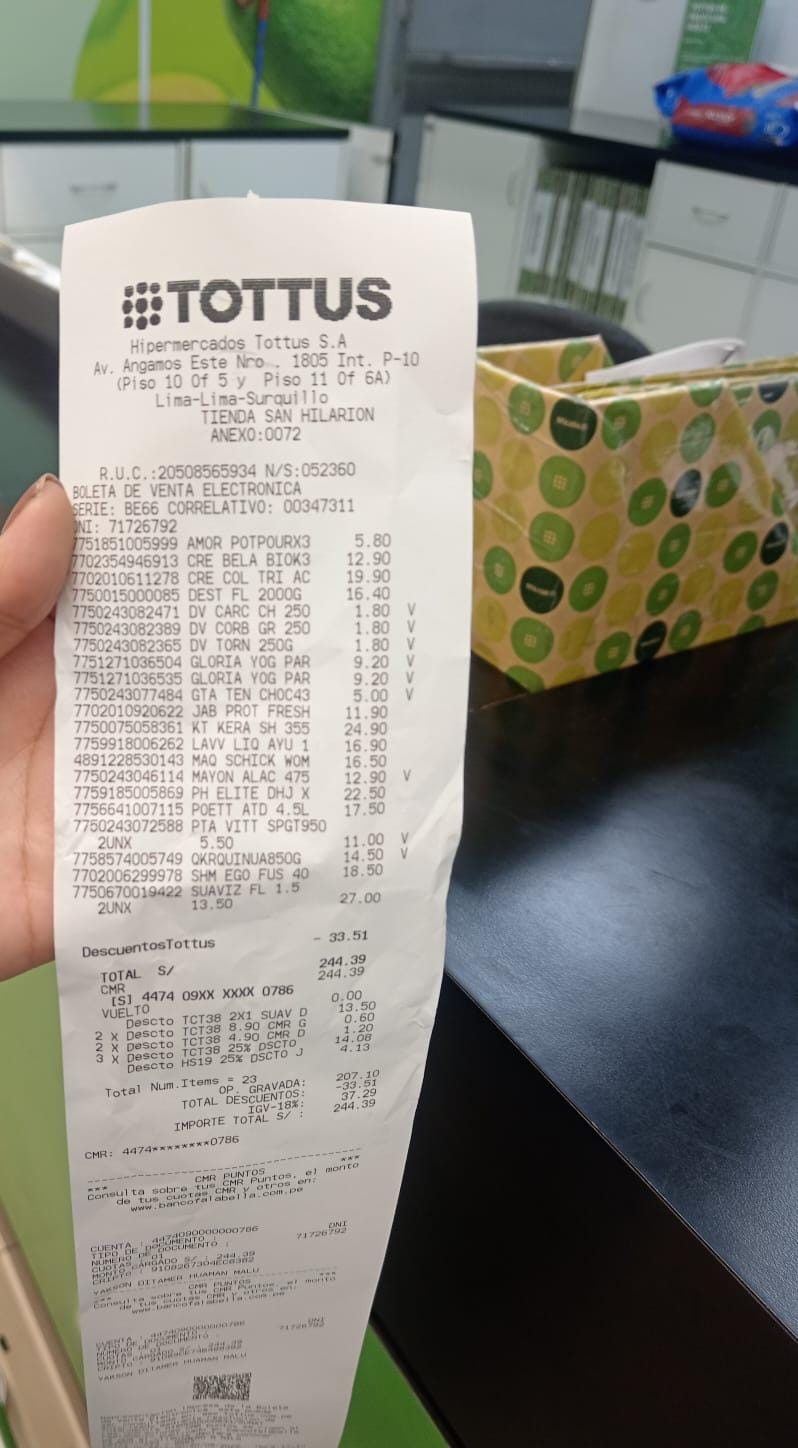 TOTTUS
Hipermercados Tottus S.A
Av. Angamos Este Nro . 1805 Int. P-10
(Piso 10 Of 5 y Piso 11 Of 6A)
Lima-Lima-Surquillo
TIENDA SAN HILARION
ANEXO:0072
R.U.C.:20508565934 N/S:052360
BOLETA DE VENTA ELECTRONICA
SERIE: BE66 CORRELATIVO: 00347311
DNI: 71726792
7751851005999 AMOR POTPOURX3 5.80
7702354946913 CRE BELA BIOK3 12.90
7702010611278 CRE COL TRI AC 19.90
7750015000085 DEST FL 2000G 16.40
7750243082471 DV CARC CH 250 1.80 V
7750243082389 DV CORB GR 250 1.80 V
7750243082365 DV TORN 250G 1.80 V
7751271036504 GLORIA YOG PAR 9.20 V
7751271036535 GLORIA YOG PAR 9.20 V
7750243077484 GTA TEN CHOC43 5.00 V
7702010920622 JAB PROT FRESH 11.90
7750075058361 KT KERA SH 355 24.90
7759918006262 LAVV LIQ AYU 1 16.90
4891228530143 MAQ SCHICK WOM 16.50
7750243046114 MAYON ALAC 475 12.90 V
7759185005869 PH ELITE DHJ X 22.50
7756641007115 POETT ATD 4.5L 17.50
7750243072588 PTA VITT SPGT950
2UNX 5.50 11.00 V
7758574005749 QKRQUINUA850G 14.50 V
7702006299978 SHM EGO FUS 40 18.50
7750670019422 SUAVIZ FL 1.5
2UNX 13.50 27.00
DescuentosTottus - 33.51
TOTAL S/ 244.39
CMR 244.39
[S] 4474 09XX XXXX 0786
VUELTO 0.00
Descto TCT38 2X1 SUAV D 13.50
2 x Descto TCT38 8.90 CMR G 0.60
2 x Descto TCT38 4.90 CMR D 1.20
3 x Descto TCT38 25% DSCTO 14.08
Descto HS19 25% DSCTO J 4.13
Total Num.Items = 23
OP. GRAVADA: 207.10
TOTAL DESCUENTOS: -33.51
IGV-18%: 37.29
IMPORTE TOTAL S/ : 244.39
CMR: 4474********0786
*** CMR PUNTOS ***
Consulta sobre tus CMR Puntos, el monto
de tus cuotas CMR y otros en:
www.bancofalabella.com.pe
CUENTA : 4474090000000786
TIPO DE DOCUMENTO : DNI
NUMERO DE DOCUMENTO : 71726792
CUOTAS : 01
MONTO CARGADO S/ : 244.39
YAKSON DITAMER HUAMAN MALU
*** CMR PUNTOS ***
Consulta sobre tus CMR Puntos, el monto
de tus cuotas CMR y otros en:
www.bancofalabella.com.pe
CUENTA : 4474090000000786
TIPO DE DOCUMENTO : DNI
NUMERO DE DOCUMENTO : 71726792
YAKSON DITAMER HUAMAN MALU